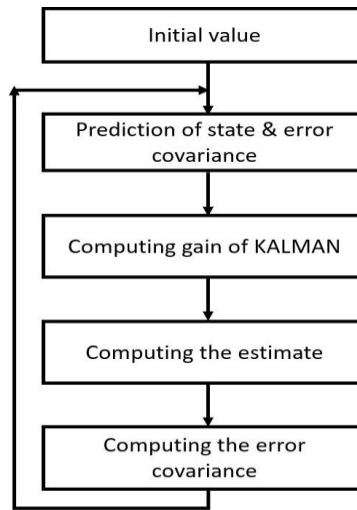 Initial value
Prediction of state & error
covariance
Computing gain of KALMAN
Computing the estimate
Computing the error
covariance